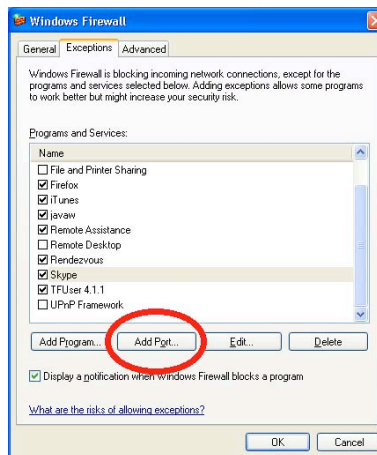 Windows Firewall
General Exceptions Advanced
Windows Firewall is blocking incoming network connections, except for the
programs and services selected below. Adding exceptions allows some programs
to work better but might increase your security risk.
Programs and Services:
Name
File and Printer Sharing
Firefox
iTunes
javaw
Remote Assistance
Remote Desktop
Rendezvous
Skype
TFUser 4.1.1
UPnP Framework
Add Program... Add Port... Edit... Delete
Display a notification when Windows Firewall blocks a program
What are the risks of allowing exceptions?
OK Cancel